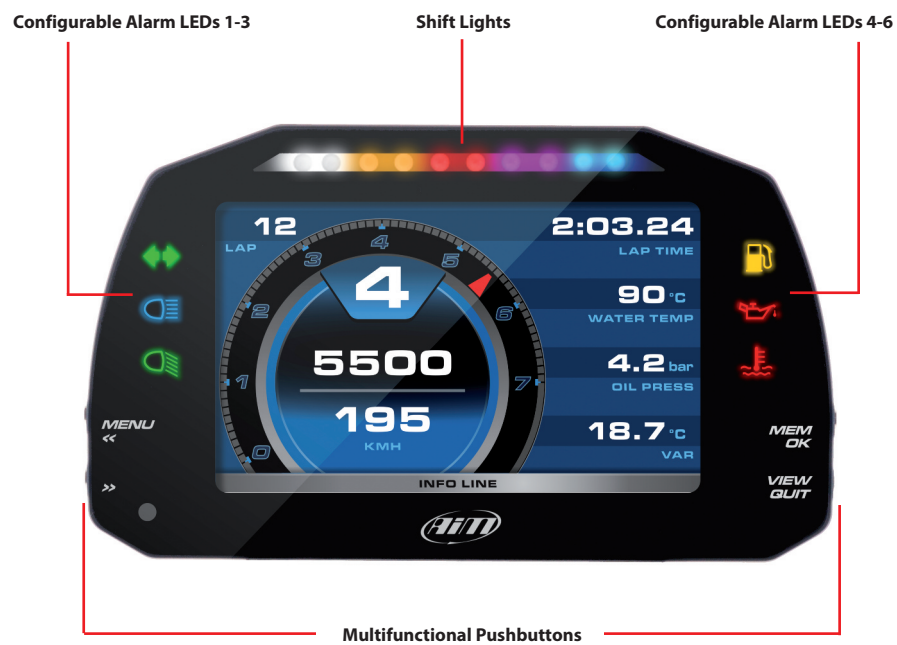 Configurable Alarm LEDs 1-3
Shift Lights
Configurable Alarm LEDs 4-6
12
LAP
2:03.24
LAP TIME
4
90 °C
WATER TEMP
5500
4.2 bar
OIL PRESS
195
KMH
18.7 °C
VAR
0
1
2
3
4
5
6
7
MENU
<<
>>
MEM
OK
VIEW
QUIT
INFO LINE
AiM
Multifunctional Pushbuttons